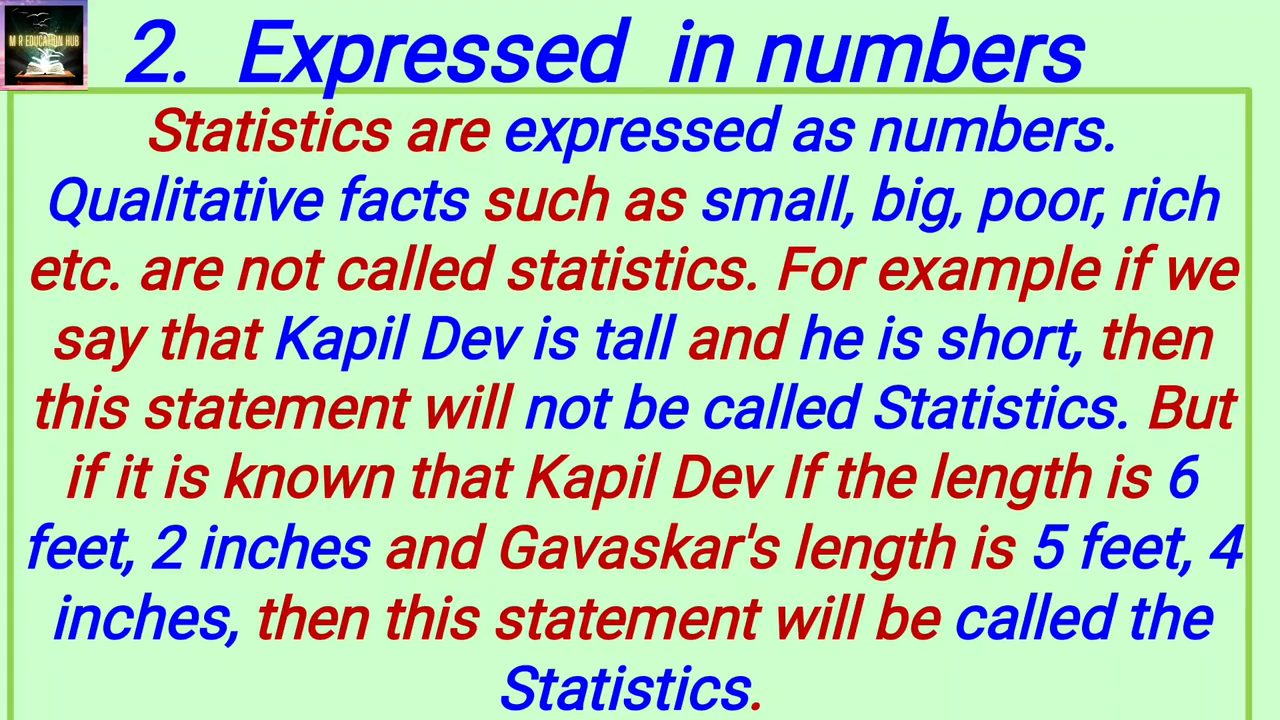 M R EDUCATION HUB
2. Expressed in numbers
Statistics are expressed as numbers.
Qualitative facts such as small, big, poor, rich
etc. are not called statistics. For example if we
say that Kapil Dev is tall and he is short, then
this statement will not be called Statistics. But
if it is known that Kapil Dev If the length is 6
feet, 2 inches and Gavaskar's length is 5 feet, 4
inches, then this statement will be called the
Statistics.